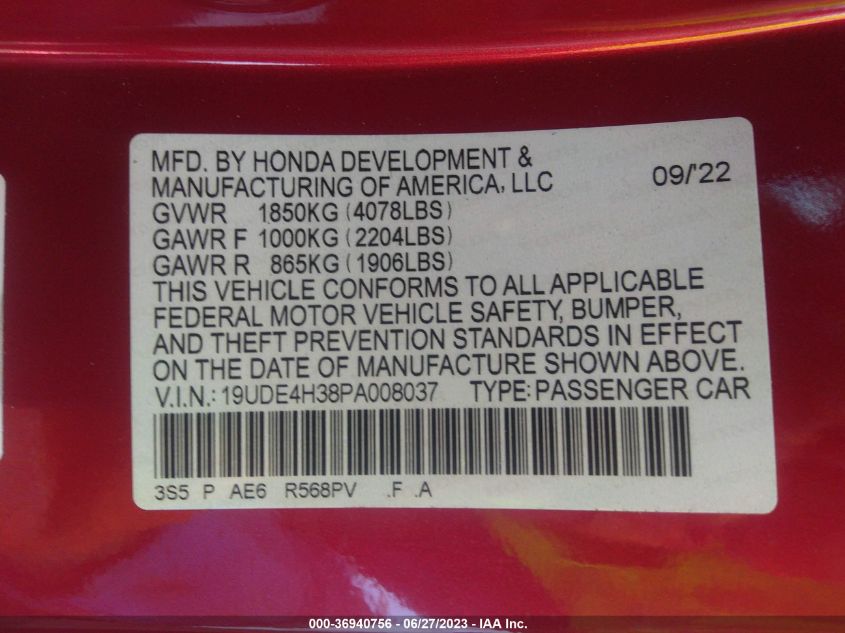 MFD. BY HONDA DEVELOPMENT &
MANUFACTURING OF AMERICA, LLC 09/'22
GVWR 1850KG (4078LBS)
GAWR F 1000KG (2204LBS)
GAWR R 865KG (1906LBS)
THIS VEHICLE CONFORMS TO ALL APPLICABLE
FEDERAL MOTOR VEHICLE SAFETY, BUMPER,
AND THEFT PREVENTION STANDARDS IN EFFECT
ON THE DATE OF MANUFACTURE SHOWN ABOVE.
V.I.N.: 19UDE4H38PA008037 TYPE: PASSENGER CAR
3S5 P AE6 R568PV .F .A
000-36940756 - 06/27/2023 - IAA Inc.